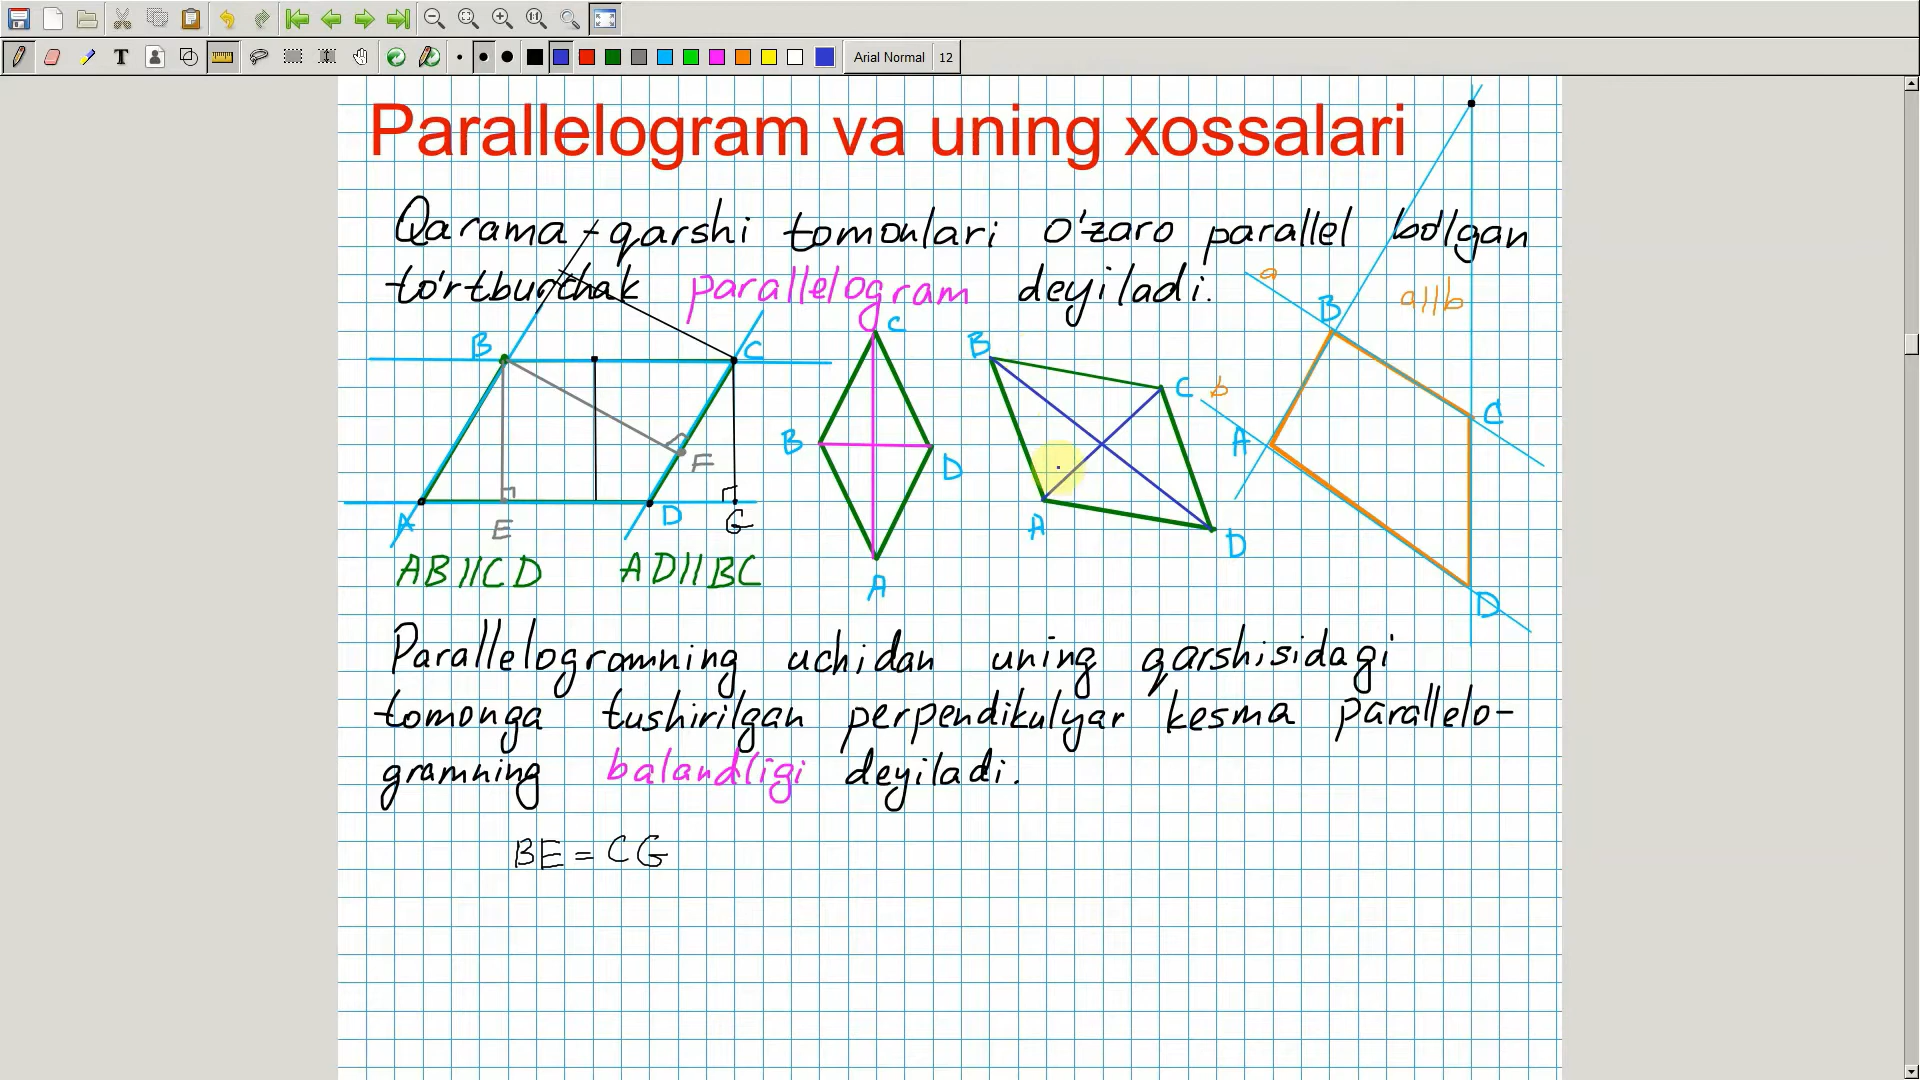 Arial Normal 12
Parallelogram va uning xossalari
Qarama-qarshi tomonlari o'zaro parallel bo'lgan
to'rtburchak parallelogram deyiladi.
a
a||b
B
B C
C
B
C
b
C
A
B
D
F
A E D G
A
D
A
D
AB||CD AD||BC
Parallelogramning uchidan uning qarshisidagi
tomonga tushirilgan perpendikulyar kesma parallelo-
gramning balandligi deyiladi.
BE = CG